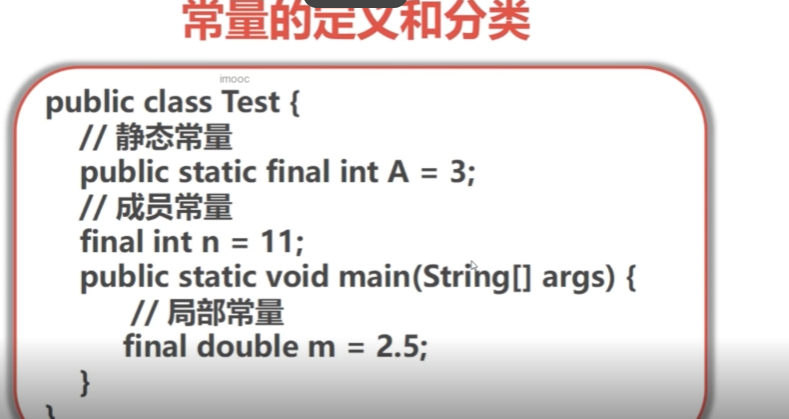 常量的定义和分类
imooc
public class Test {
// 静态常量
public static final int A = 3;
// 成员常量
final int n = 11;
public static void main(String[] args) {
// 局部常量
final double m = 2.5;
}
}